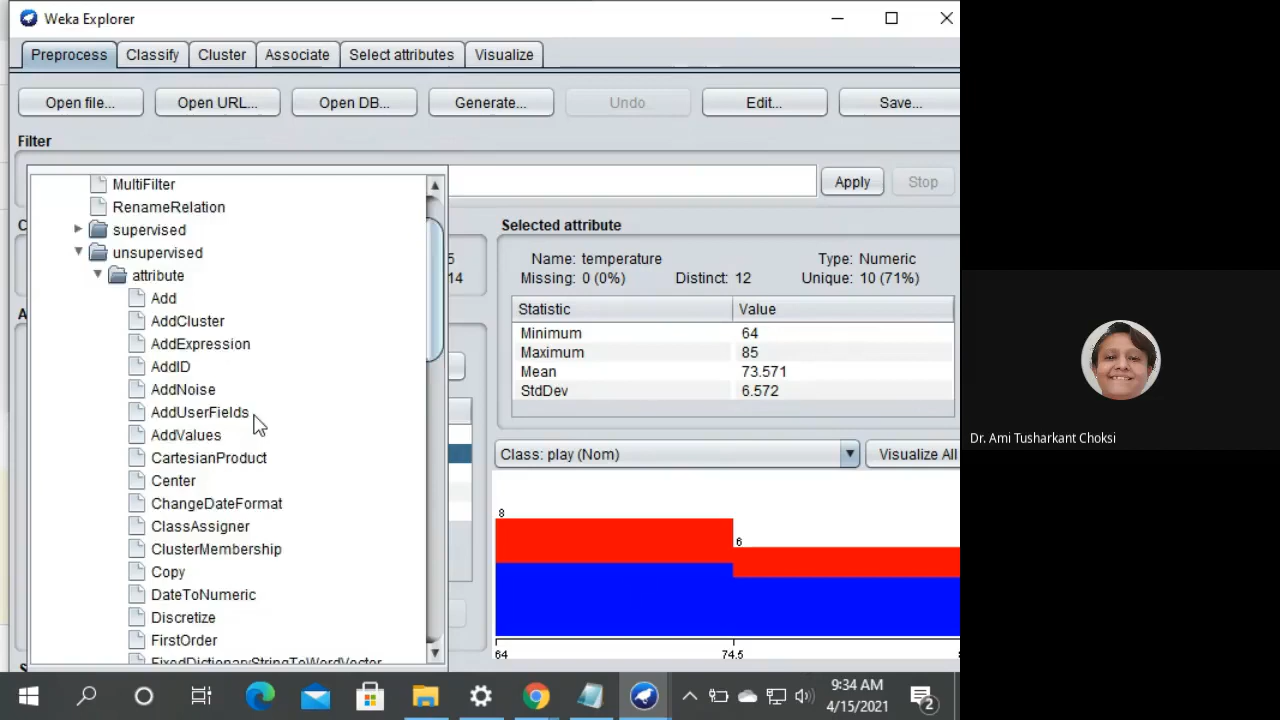 Weka Explorer
Preprocess Classify Cluster Associate Select attributes Visualize
Open file... Open URL... Open DB... Generate... Undo Edit... Save...
Filter
Apply Stop
MultiFilter
RenameRelation
supervised
unsupervised
attribute
Add
AddCluster
AddExpression
AddID
AddNoise
AddUserFields
AddValues
CartesianProduct
Center
ChangeDateFormat
ClassAssigner
ClusterMembership
Copy
DateToNumeric
Discretize
FirstOrder
FixedDictionaryStringToWordVector
C
5
14
A
S
Selected attribute
Name: temperature Type: Numeric
Missing: 0 (0%) Distinct: 12 Unique: 10 (71%)
Statistic Value
Minimum 64
Maximum 85
Mean 73.571
StdDev 6.572
Class: play (Nom) Visualize All
8
6
64 74.5
Dr. Ami Tusharkant Choksi
9:34 AM
4/15/2021
2